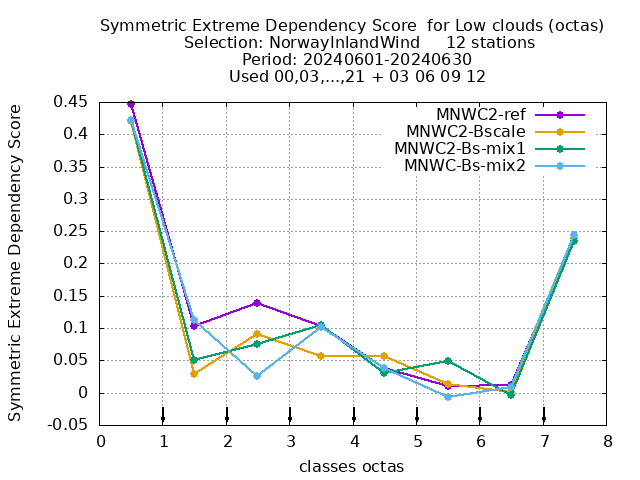 Symmetric Extreme Dependency Score  for Low clouds (octas)
Selection: NorwayInlandWind     12 stations
Period: 20240601-20240630
Used 00,03,...,21 + 03 06 09 12
Symmetric Extreme Dependency Score
0.45
0.4
0.35
0.3
0.25
0.2
0.15
0.1
0.05
0
-0.05
MNWC2-ref
MNWC2-Bscale
MNWC2-Bs-mix1
MNWC-Bs-mix2
0 1 2 3 4 5 6 7 8
classes octas